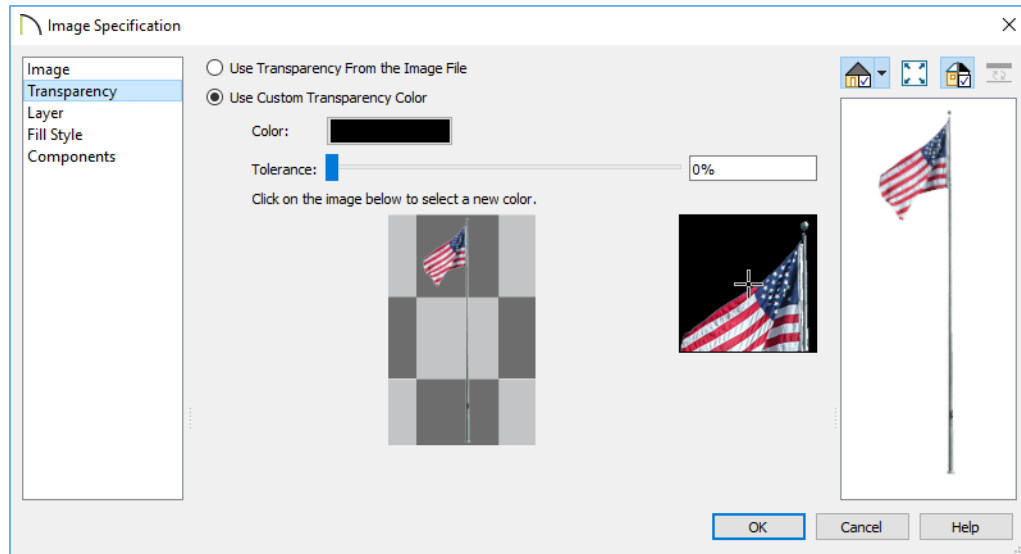 Image Specification
Image
Transparency
Layer
Fill Style
Components
Use Transparency From the Image File
Use Custom Transparency Color
Color:
Tolerance:
0%
Click on the image below to select a new color.
OK
Cancel
Help